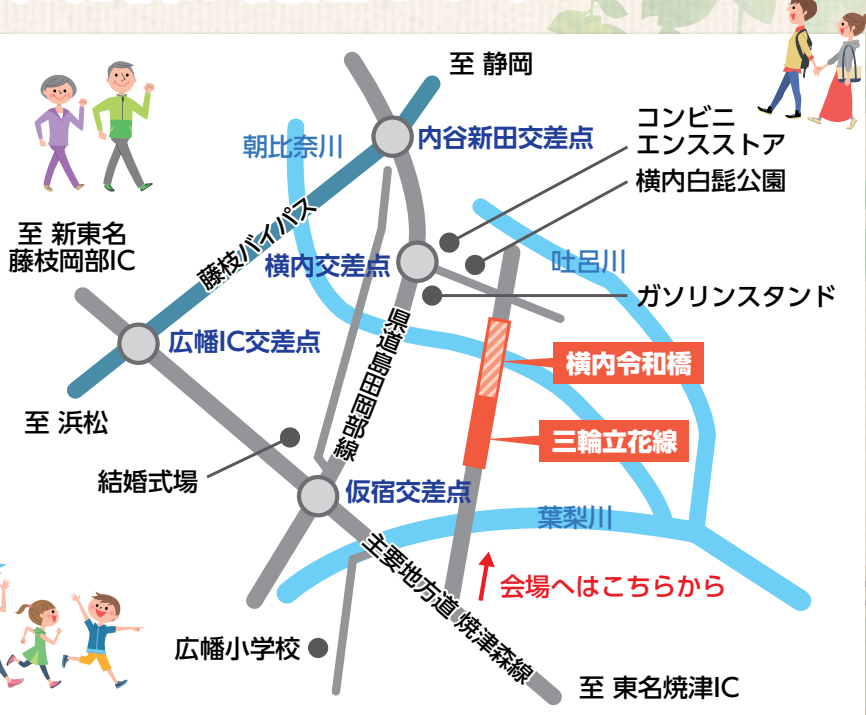 至 静岡
コンビニ
エンスストア
朝比奈川
内谷新田交差点
横内白髭公園
至 新東名
藤枝岡部IC
藤枝バイパス
横内交差点
吐呂川
ガソリンスタンド
広幡IC交差点
県道島田岡部線
横内令和橋
至 浜松
三輪立花線
結婚式場
仮宿交差点
葉梨川
主要地方道 焼津森線
会場へはこちらから
広幡小学校
至 東名焼津IC